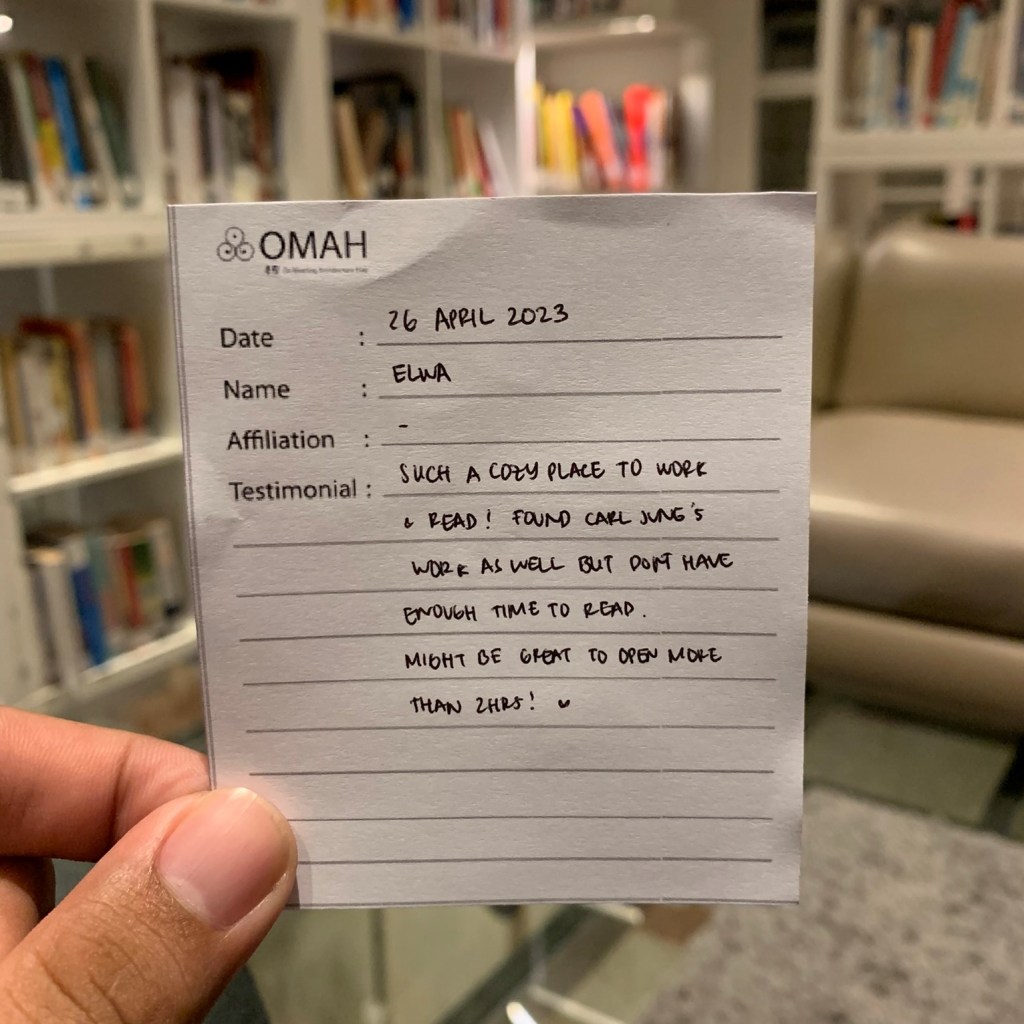 OMAH
Date : 26 APRIL 2023
Name : ELWA
Affiliation : -
Testimonial : SUCH A COZY PLACE TO WORK
& READ! FOUND CARL JUNG'S
WORK AS WELL BUT DON'T HAVE
ENOUGH TIME TO READ.
MIGHT BE GREAT TO OPEN MORE
THAN 2HRS!